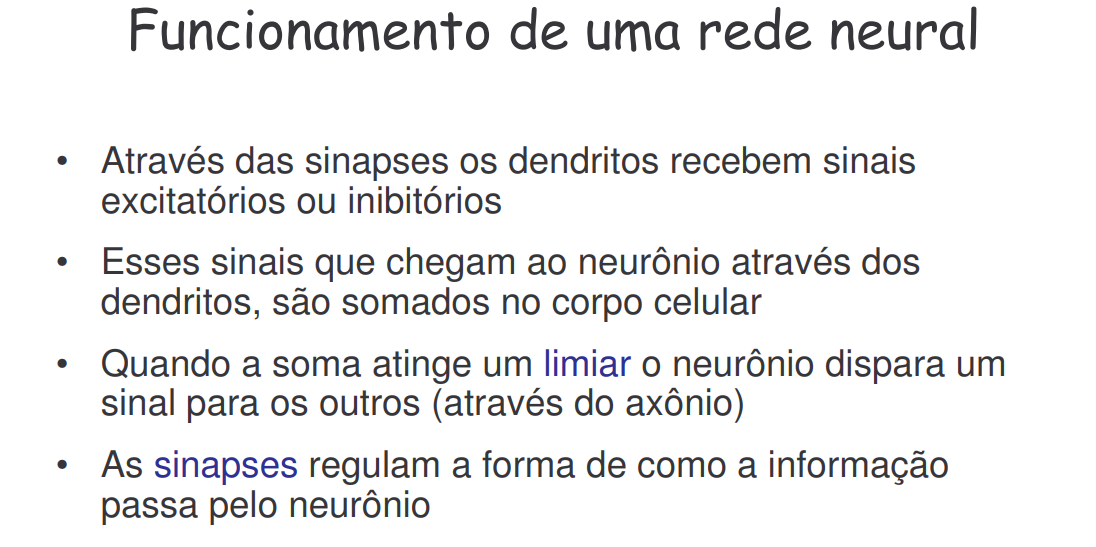 Funcionamento de uma rede neural
• Através das sinapses os dendritos recebem sinais
excitatórios ou inibitórios
• Esses sinais que chegam ao neurônio através dos
dendritos, são somados no corpo celular
• Quando a soma atinge um limiar o neurônio dispara um
sinal para os outros (através do axônio)
• As sinapses regulam a forma de como a informação
passa pelo neurônio